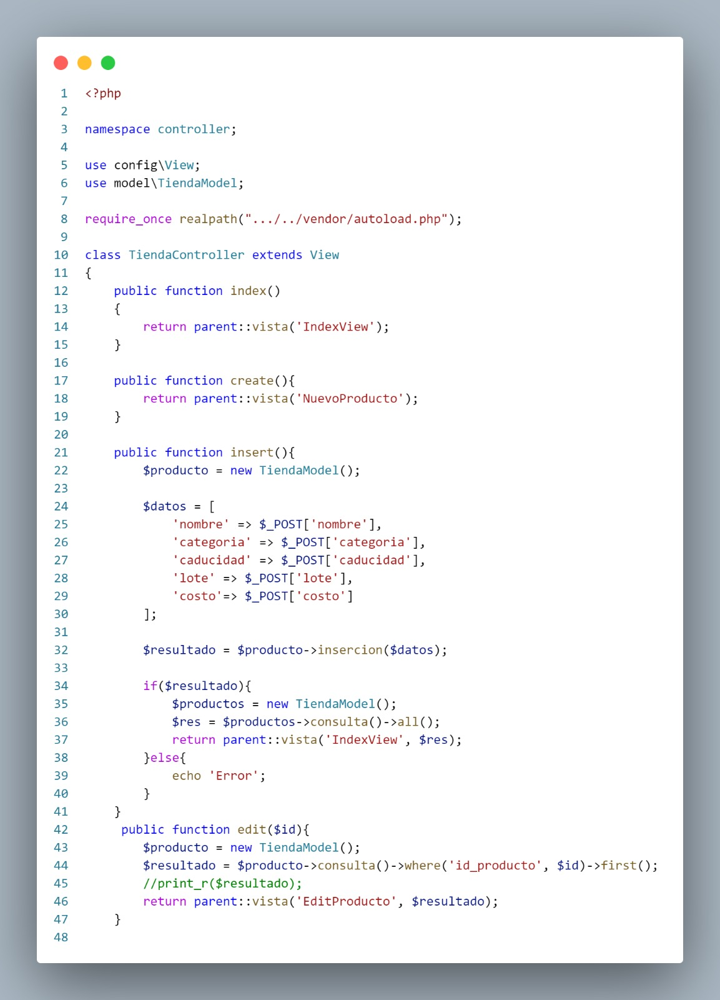 1 <?php
2
3 namespace controller;
4
5 use config\View;
6 use model\TiendaModel;
7
8 require_once realpath(".../../vendor/autoload.php");
9
10 class TiendaController extends View
11 {
12     public function index()
13     {
14         return parent::vista('IndexView');
15     }
16
17     public function create(){
18         return parent::vista('NuevoProducto');
19     }
20
21     public function insert(){
22         $producto = new TiendaModel();
23
24         $datos = [
25             'nombre' => $_POST['nombre'],
26             'categoria' => $_POST['categoria'],
27             'caducidad' => $_POST['caducidad'],
28             'lote' => $_POST['lote'],
29             'costo'=> $_POST['costo']
30         ];
31
32         $resultado = $producto->insercion($datos);
33
34         if($resultado){
35             $productos = new TiendaModel();
36             $res = $productos->consulta()->all();
37             return parent::vista('IndexView', $res);
38         }else{
39             echo 'Error';
40         }
41     }
42      public function edit($id){
43         $producto = new TiendaModel();
44         $resultado = $producto->consulta()->where('id_producto', $id)->first();
45         //print_r($resultado);
46         return parent::vista('EditProducto', $resultado);
47     }
48